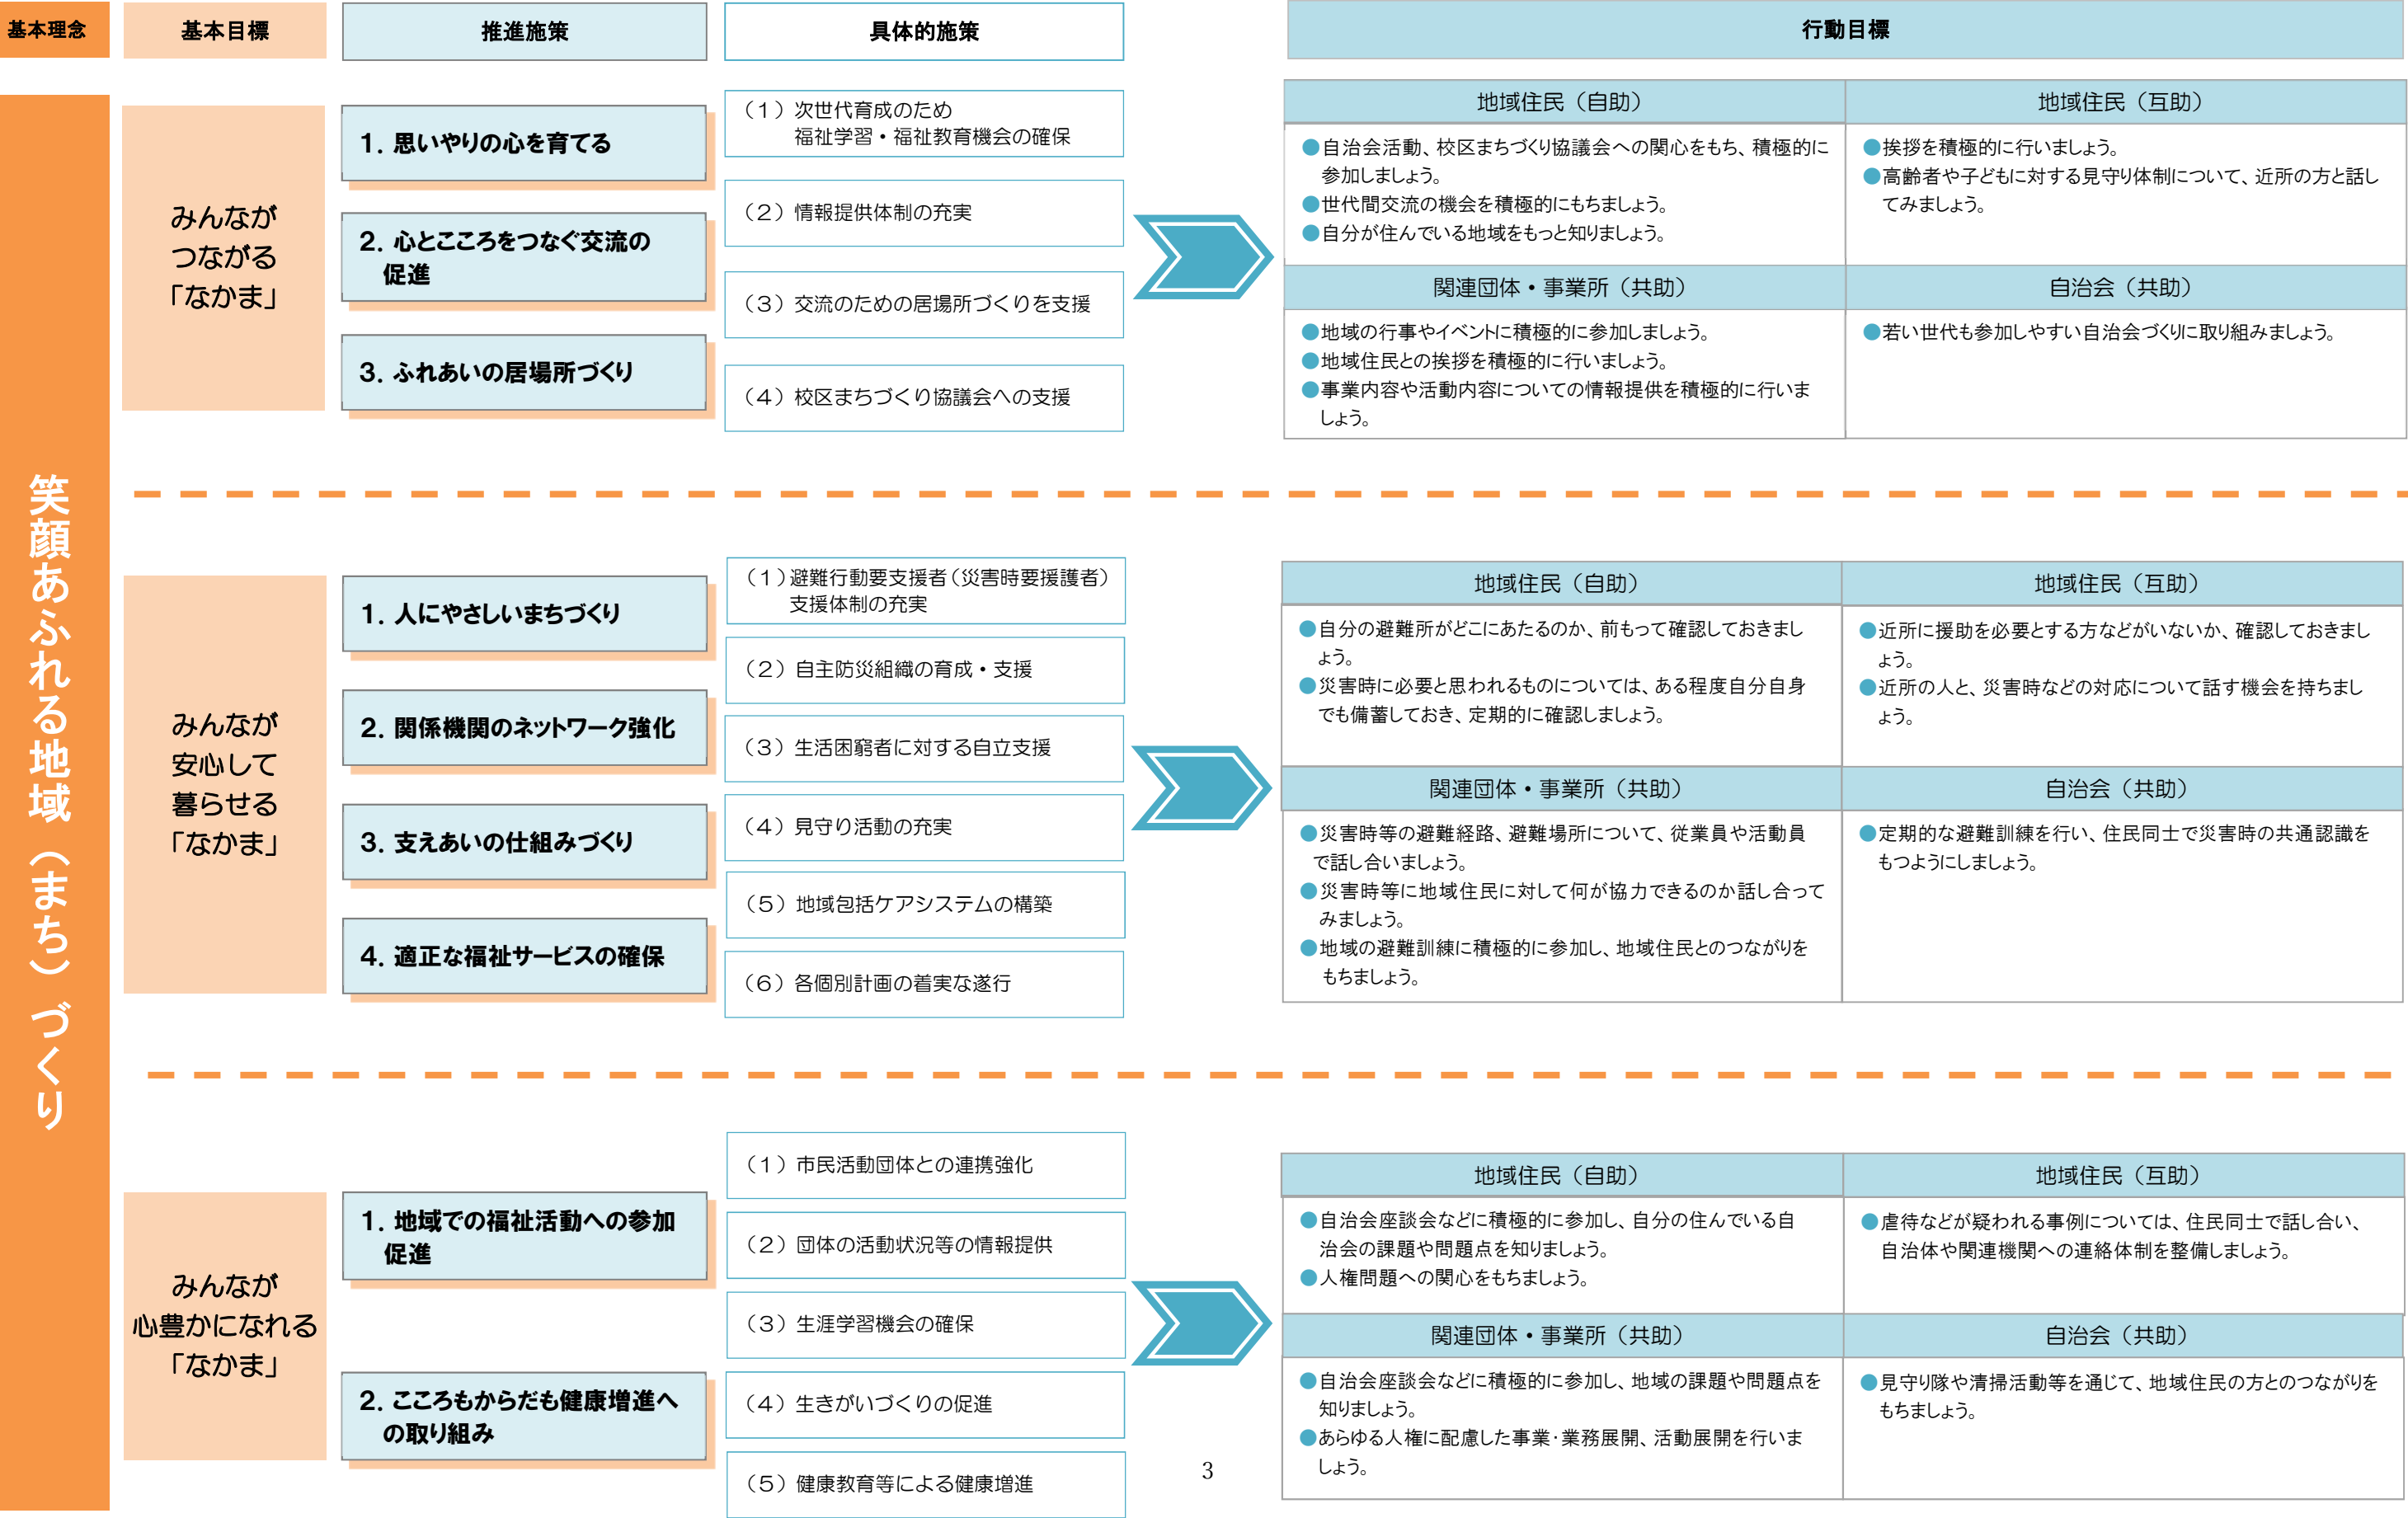 基本理念
基本目標
推進施策
具体的施策
行動目標
笑顔あふれる地域（まち）づくり
みんなが
つながる
「なかま」
1. 思いやりの心を育てる
2. 心とこころをつなぐ交流の
促進
3. ふれあいの居場所づくり
（１）次世代育成のため
福祉学習・福祉教育機会の確保
（２）情報提供体制の充実
（３）交流のための居場所づくりを支援
（４）校区まちづくり協議会への支援
地域住民（自助）
●自治会活動、校区まちづくり協議会への関心をもち、積極的に
参加しましょう。
●世代間交流の機会を積極的にもちましょう。
●自分が住んでいる地域をもっと知りましょう。
地域住民（互助）
●挨拶を積極的に行いましょう。
●高齢者や子どもに対する見守り体制について、近所の方と話し
てみましょう。
関連団体・事業所（共助）
●地域の行事やイベントに積極的に参加しましょう。
●地域住民との挨拶を積極的に行いましょう。
●事業内容や活動内容についての情報提供を積極的に行いま
しょう。
自治会（共助）
●若い世代も参加しやすい自治会づくりに取り組みましょう。
みんなが
安心して
暮らせる
「なかま」
1. 人にやさしいまちづくり
2. 関係機関のネットワーク強化
3. 支えあいの仕組みづくり
4. 適正な福祉サービスの確保
（１）避難行動要支援者（災害時要援護者）
支援体制の充実
（２）自主防災組織の育成・支援
（３）生活困窮者に対する自立支援
（４）見守り活動の充実
（５）地域包括ケアシステムの構築
（６）各個別計画の着実な遂行
地域住民（自助）
●自分の避難所がどこにあたるのか、前もって確認しておきまし
ょう。
●災害時に必要と思われるものについては、ある程度自分自身
でも備蓄しておき、定期的に確認しましょう。
地域住民（互助）
●近所に援助を必要とする方などがいないか、確認しておきまし
ょう。
●近所の人と、災害時などの対応について話す機会を持ちまし
ょう。
関連団体・事業所（共助）
●災害時等の避難経路、避難場所について、従業員や活動員
で話し合いましょう。
●災害時等に地域住民に対して何が協力できるのか話し合って
みましょう。
●地域の避難訓練に積極的に参加し、地域住民とのつながりを
もちましょう。
自治会（共助）
●定期的な避難訓練を行い、住民同士で災害時の共通認識を
もつようにしましょう。
みんなが
心豊かになれる
「なかま」
1. 地域での福祉活動への参加
促進
2. こころもからだも健康増進へ
の取り組み
（１）市民活動団体との連携強化
（２）団体の活動状況等の情報提供
（３）生涯学習機会の確保
（４）生きがいづくりの促進
（５）健康教育等による健康増進
地域住民（自助）
●自治会座談会などに積極的に参加し、自分の住んでいる自
治会の課題や問題点を知りましょう。
●人権問題への関心をもちましょう。
地域住民（互助）
●虐待などが疑われる事例については、住民同士で話し合い、
自治体や関連機関への連絡体制を整備しましょう。
関連団体・事業所（共助）
●自治会座談会などに積極的に参加し、地域の課題や問題点を
知りましょう。
●あらゆる人権に配慮した事業・業務展開、活動展開を行いま
しょう。
自治会（共助）
●見守り隊や清掃活動等を通じて、地域住民の方とのつながりを
もちましょう。
3